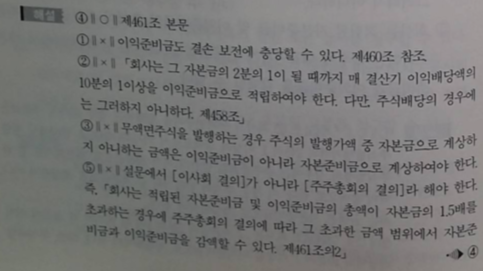 해설 ④ ∥○∥ 제461조 본문
① ∥×∥ 이익준비금도 결손 보전에 충당할 수 있다. 제460조 참조
② ∥×∥ 「회사는 그 자본금의 2분의 1이 될 때까지 매 결산기 이익배당액의
10분의 1이상을 이익준비금으로 적립하여야 한다. 다만, 주식배당의 경우에
는 그러하지 아니하다. 제458조」
③ ∥×∥ 무액면주식을 발행하는 경우 주식의 발행가액 중 자본금으로 계상하
지 아니하는 금액은 이익준비금이 아니라 자본준비금으로 계상하여야 한다.
⑤ ∥×∥ 설문에서 [이사회 결의]가 아니라 [주주총회의 결의]라 해야 한다.
즉, 「회사는 적립된 자본준비금 및 이익준비금의 총액이 자본금의 1.5배를
초과하는 경우에 주주총회의 결의에 따라 그 초과한 금액 범위에서 자본준
비금과 이익준비금을 감액할 수 있다. 제461조의2」
④